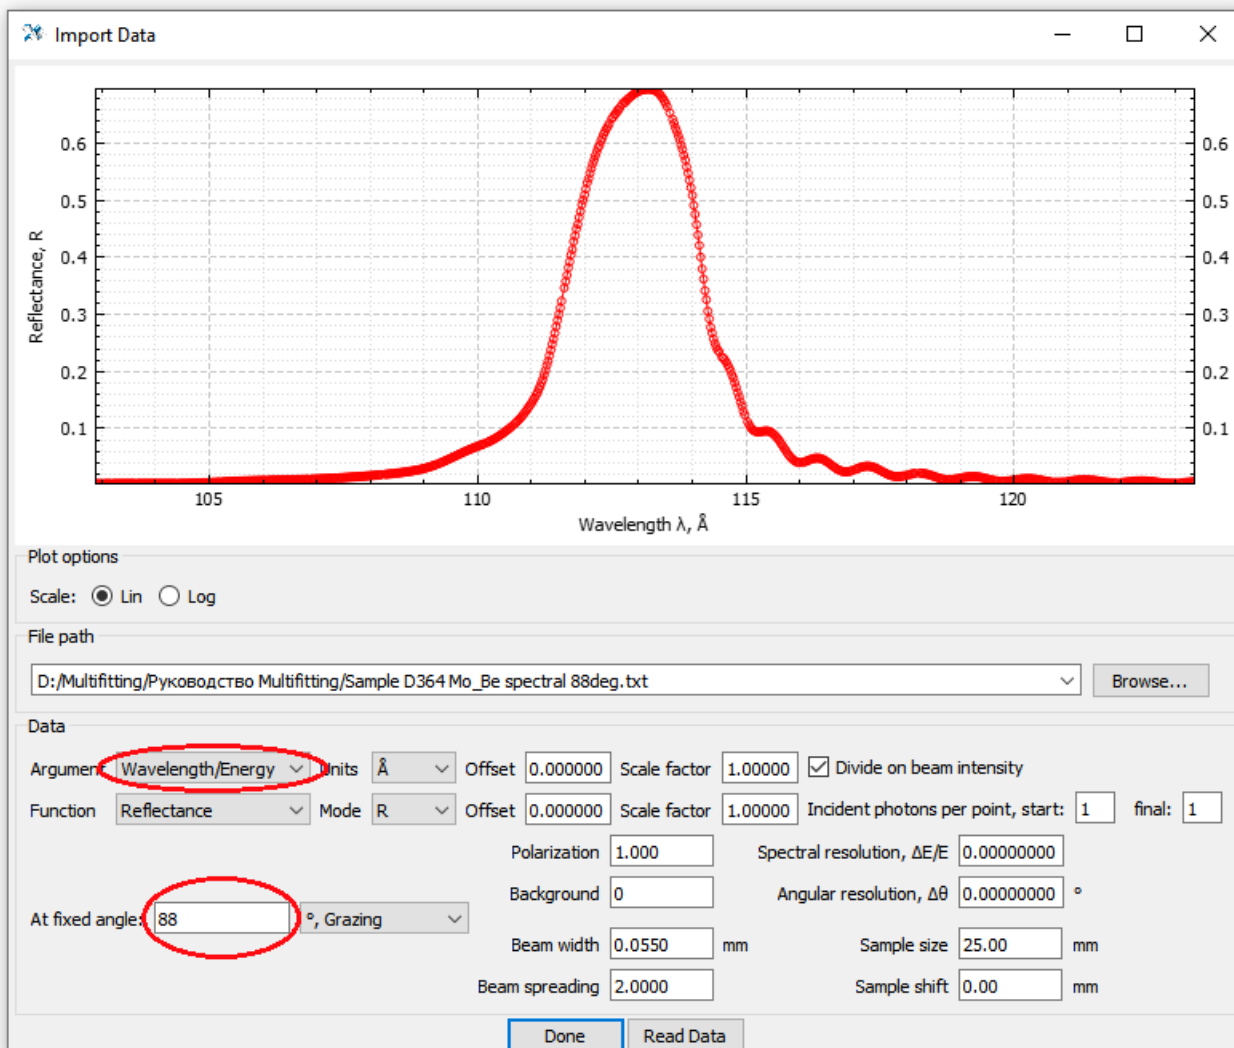 Import Data
0.6 0.6
0.5 0.5
0.4 0.4
0.3 0.3
0.2 0.2
0.1 0.1
Reflectance, R
105 110 115 120
Wavelength λ, Å
Plot options
Scale: Lin Log
File path
D:/Multifitting/Руководство Multifitting/Sample D364 Mo_Be spectral 88deg.txt Browse...
Data
Argument Wavelength/Energy Units Å Offset 0.000000 Scale factor 1.00000 Divide on beam intensity
Function Reflectance Mode R Offset 0.000000 Scale factor 1.00000 Incident photons per point, start: 1 final: 1
Polarization 1.000 Spectral resolution, ΔE/E 0.00000000
Background 0 Angular resolution, Δθ 0.00000000 °
At fixed angle: 88 °, Grazing
Beam width 0.0550 mm Sample size 25.00 mm
Beam spreading 2.0000 Sample shift 0.00 mm
Done Read Data